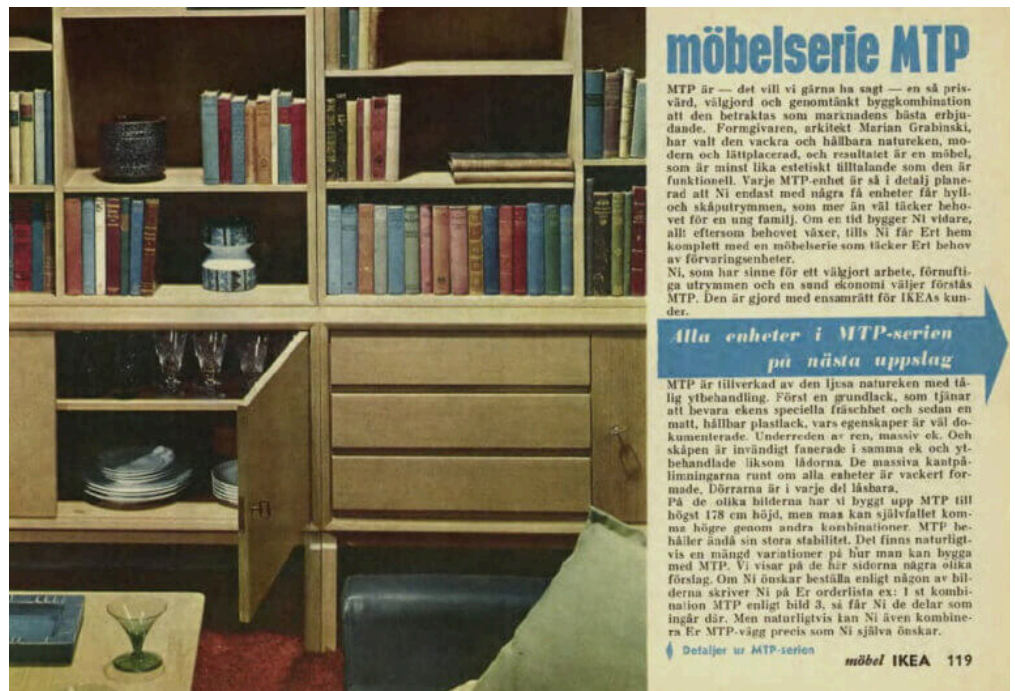 möbelserie MTP
MTP är — det vill vi gärna ha sagt — en så pris-
värd, välgjord och genomtänkt byggkombination
att den betraktas som marknadens bästa erbju-
dande. Formgivaren, arkitekt Marian Grabinski,
har valt den vackra och hållbara natureken, mo-
dern och lättplacerad, och resultatet är en möbel,
som är minst lika estetiskt tilltalande som den är
funktionell. Varje MTP-enhet är så i detalj plane-
rad att Ni endast med några få enheter får hyll-
och skåputrymmen, som mer än väl täcker beho-
vet för en ung familj. Om en tid bygger Ni vidare,
allt eftersom behovet växer, tills Ni får Ert hem
komplett med en möbelserie som täcker Ert behov
av förvaringsenheter.
Ni, som har sinne för ett välgjort arbete, förnufti-
ga utrymmen och en sund ekonomi väljer förstås
MTP. Den är gjord med ensamrätt för IKEAs kun-
der.
Alla enheter i MTP-serien
på nästa uppslag
MTP är tillverkad av den ljusa natureken med tå-
lig ytbehandling. Först en grundlack, som tjänar
att bevara ekens speciella fräschhet och sedan en
matt, hållbar plastlack, vars egenskaper är väl do-
kumenterade. Underreden av ren, massiv ek. Och
skåpen är invändigt fanerade i samma ek och yt-
behandlade liksom lådorna. De massiva kantpå-
limningarna runt om alla enheter är vackert for-
made. Dörrarna är i varje del låsbara.
På de olika bilderna har vi byggt upp MTP till
högst 178 cm höjd, men man kan självfallet kom-
ma högre genom andra kombinationer. MTP be-
håller ändå sin stora stabilitet. Det finns naturligt-
vis en mängd variationer på hur man kan bygga
med MTP. Vi visar på de här sidorna några olika
förslag. Om Ni önskar beställa enligt någon av bil-
derna skriver Ni på Er orderlista ex: 1 st kombi-
nation MTP enligt bild 3, så får Ni de delar som
ingår där. Men naturligtvis kan Ni även kombine-
ra Er MTP-vägg precis som Ni själva önskar.
Detaljer ur MTP-serien
möbel IKEA 119